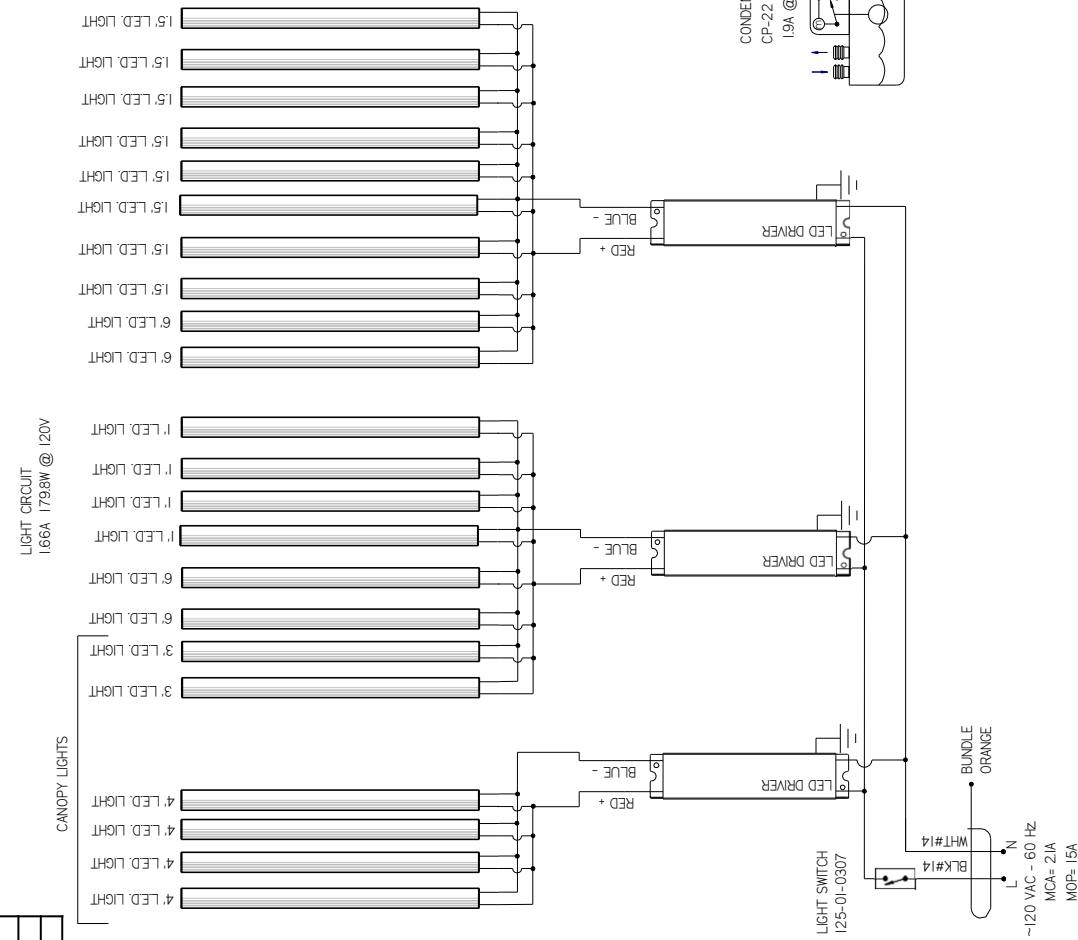 1.5' L.E.D. LIGHT
1.5' L.E.D. LIGHT
1.5' L.E.D. LIGHT
1.5' L.E.D. LIGHT
1.5' L.E.D. LIGHT
1.5' L.E.D. LIGHT
1.5' L.E.D. LIGHT
1.5' L.E.D. LIGHT
6' L.E.D. LIGHT
6' L.E.D. LIGHT
BLUE -
RED +
LED DRIVER
CP-22
1.9A @
LIGHT CIRCUIT
1.66A 179.8W @ 120V
1' L.E.D. LIGHT
1' L.E.D. LIGHT
1' L.E.D. LIGHT
1' L.E.D. LIGHT
6' L.E.D. LIGHT
6' L.E.D. LIGHT
3' L.E.D. LIGHT
3' L.E.D. LIGHT
BLUE -
RED +
LED DRIVER
CANOPY LIGHTS
4' L.E.D. LIGHT
4' L.E.D. LIGHT
4' L.E.D. LIGHT
4' L.E.D. LIGHT
BLUE -
RED +
LED DRIVER
LIGHT SWITCH
125-01-0307
BUNDLE
ORANGE
WHT#14
BLK#14
N
L
~120 VAC - 60 HZ
MCA= 2.1A
MOP= 15A